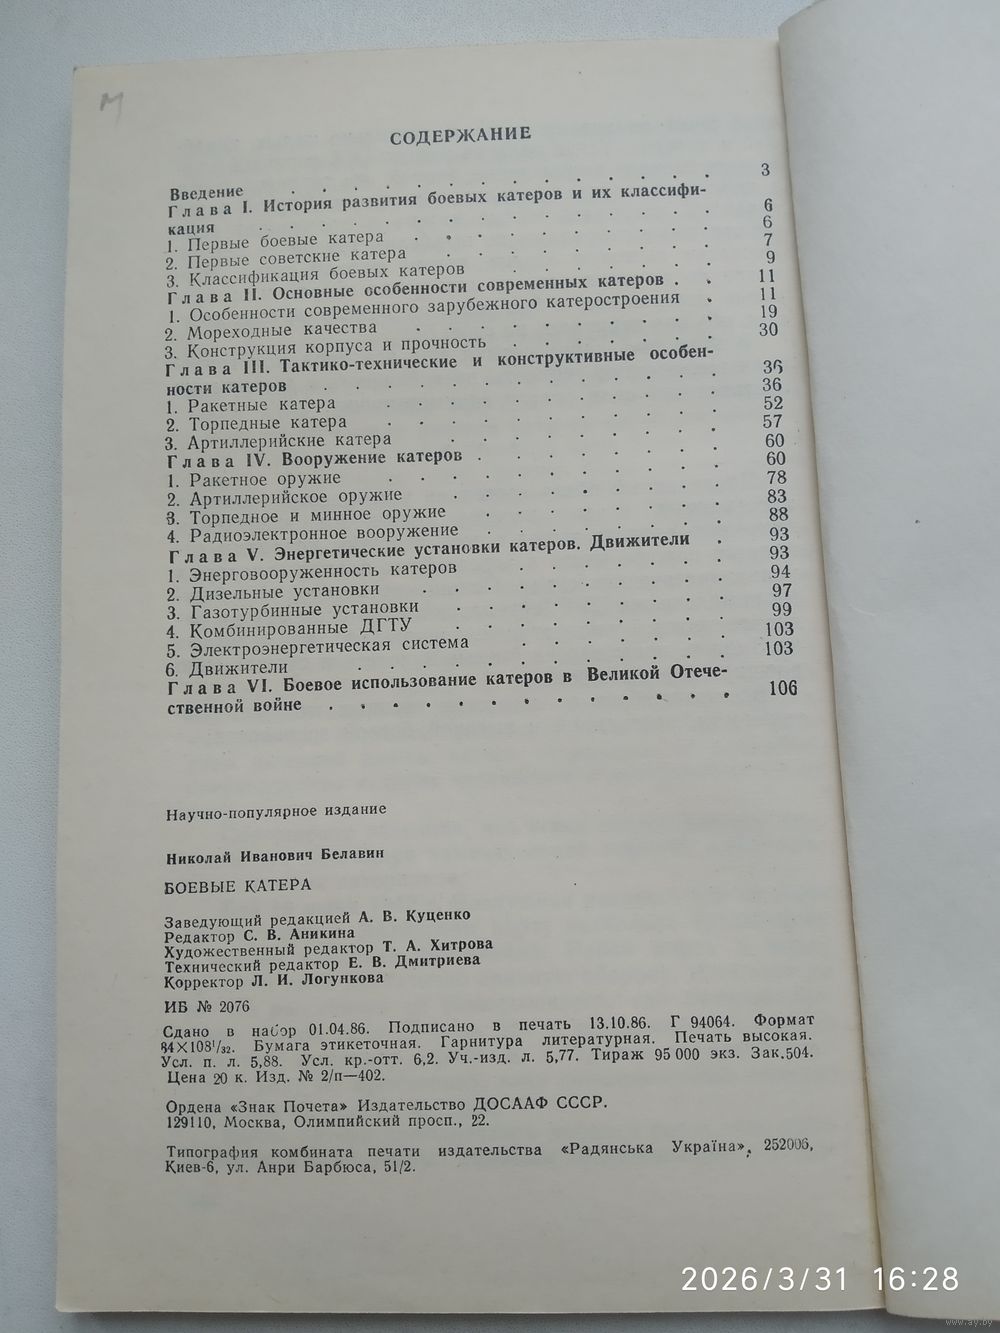 СОДЕРЖАНИЕ
Введение . . . . . . . . . . . . . 3
Глава I. История развития боевых катеров и их классифи-
кация . . . . . . . . . . . . . 6
1. Первые боевые катера . . . . . . . . . . 6
2. Первые советские катера . . . . . . . . . 7
3. Классификация боевых катеров . . . . . . . 9
Глава II. Основные особенности современных катеров . . 11
1. Особенности современного зарубежного катеростроения . 11
2. Мореходные качества . . . . . . . . . . 19
3. Конструкция корпуса и прочность . . . . . . . 30
Глава III. Тактико-технические и конструктивные особен-
ности катеров . . . . . . . . . . . . 36
1. Ракетные катера . . . . . . . . . . . 36
2. Торпедные катера . . . . . . . . . . . 52
3. Артиллерийские катера . . . . . . . . . 57
Глава IV. Вооружение катеров . . . . . . . . 60
1. Ракетное оружие . . . . . . . . . . . 60
2. Артиллерийское оружие . . . . . . . . . 78
3. Торпедное и минное оружие . . . . . . . . 83
4. Радиоэлектронное вооружение . . . . . . . . 88
Глава V. Энергетические установки катеров. Движители . 93
1. Энерговооруженность катеров . . . . . . . 93
2. Дизельные установки . . . . . . . . . . 94
3. Газотурбинные установки . . . . . . . . . 97
4. Комбинированные ДГТУ . . . . . . . . . 99
5. Электроэнергетическая система . . . . . . . 103
6. Движители . . . . . . . . . . . . 103
Глава VI. Боевое использование катеров в Великой Отече-
ственной войне . . . . . . . . . . . . . 106
Научно-популярное издание
Николай Иванович Белавин
БОЕВЫЕ КАТЕРА
Заведующий редакцией А. В. Куценко
Редактор С. В. Аникина
Художественный редактор Т. А. Хитрова
Технический редактор Е. В. Дмитриева
Корректор Л. И. Логункова
ИБ № 2076
Сдано в набор 01.04.86. Подписано в печать 13.10.86. Г 94064. Формат
84×108¹/₃₂. Бумага этикеточная. Гарнитура литературная. Печать высокая.
Усл. п. л. 5,88. Усл. кр.-отт. 6,2. Уч.-изд. л. 5,77. Тираж 95 000 экз. Зак.504.
Цена 20 к. Изд. № 2/п—402.
Ордена «Знак Почета» Издательство ДОСААФ СССР.
129110, Москва, Олимпийский просп., 22.
Типография комбината печати издательства «Радянська Україна», 252006,
Киев-6, ул. Анри Барбюса, 51/2.
2026/3/31 16:28
www.ay.by